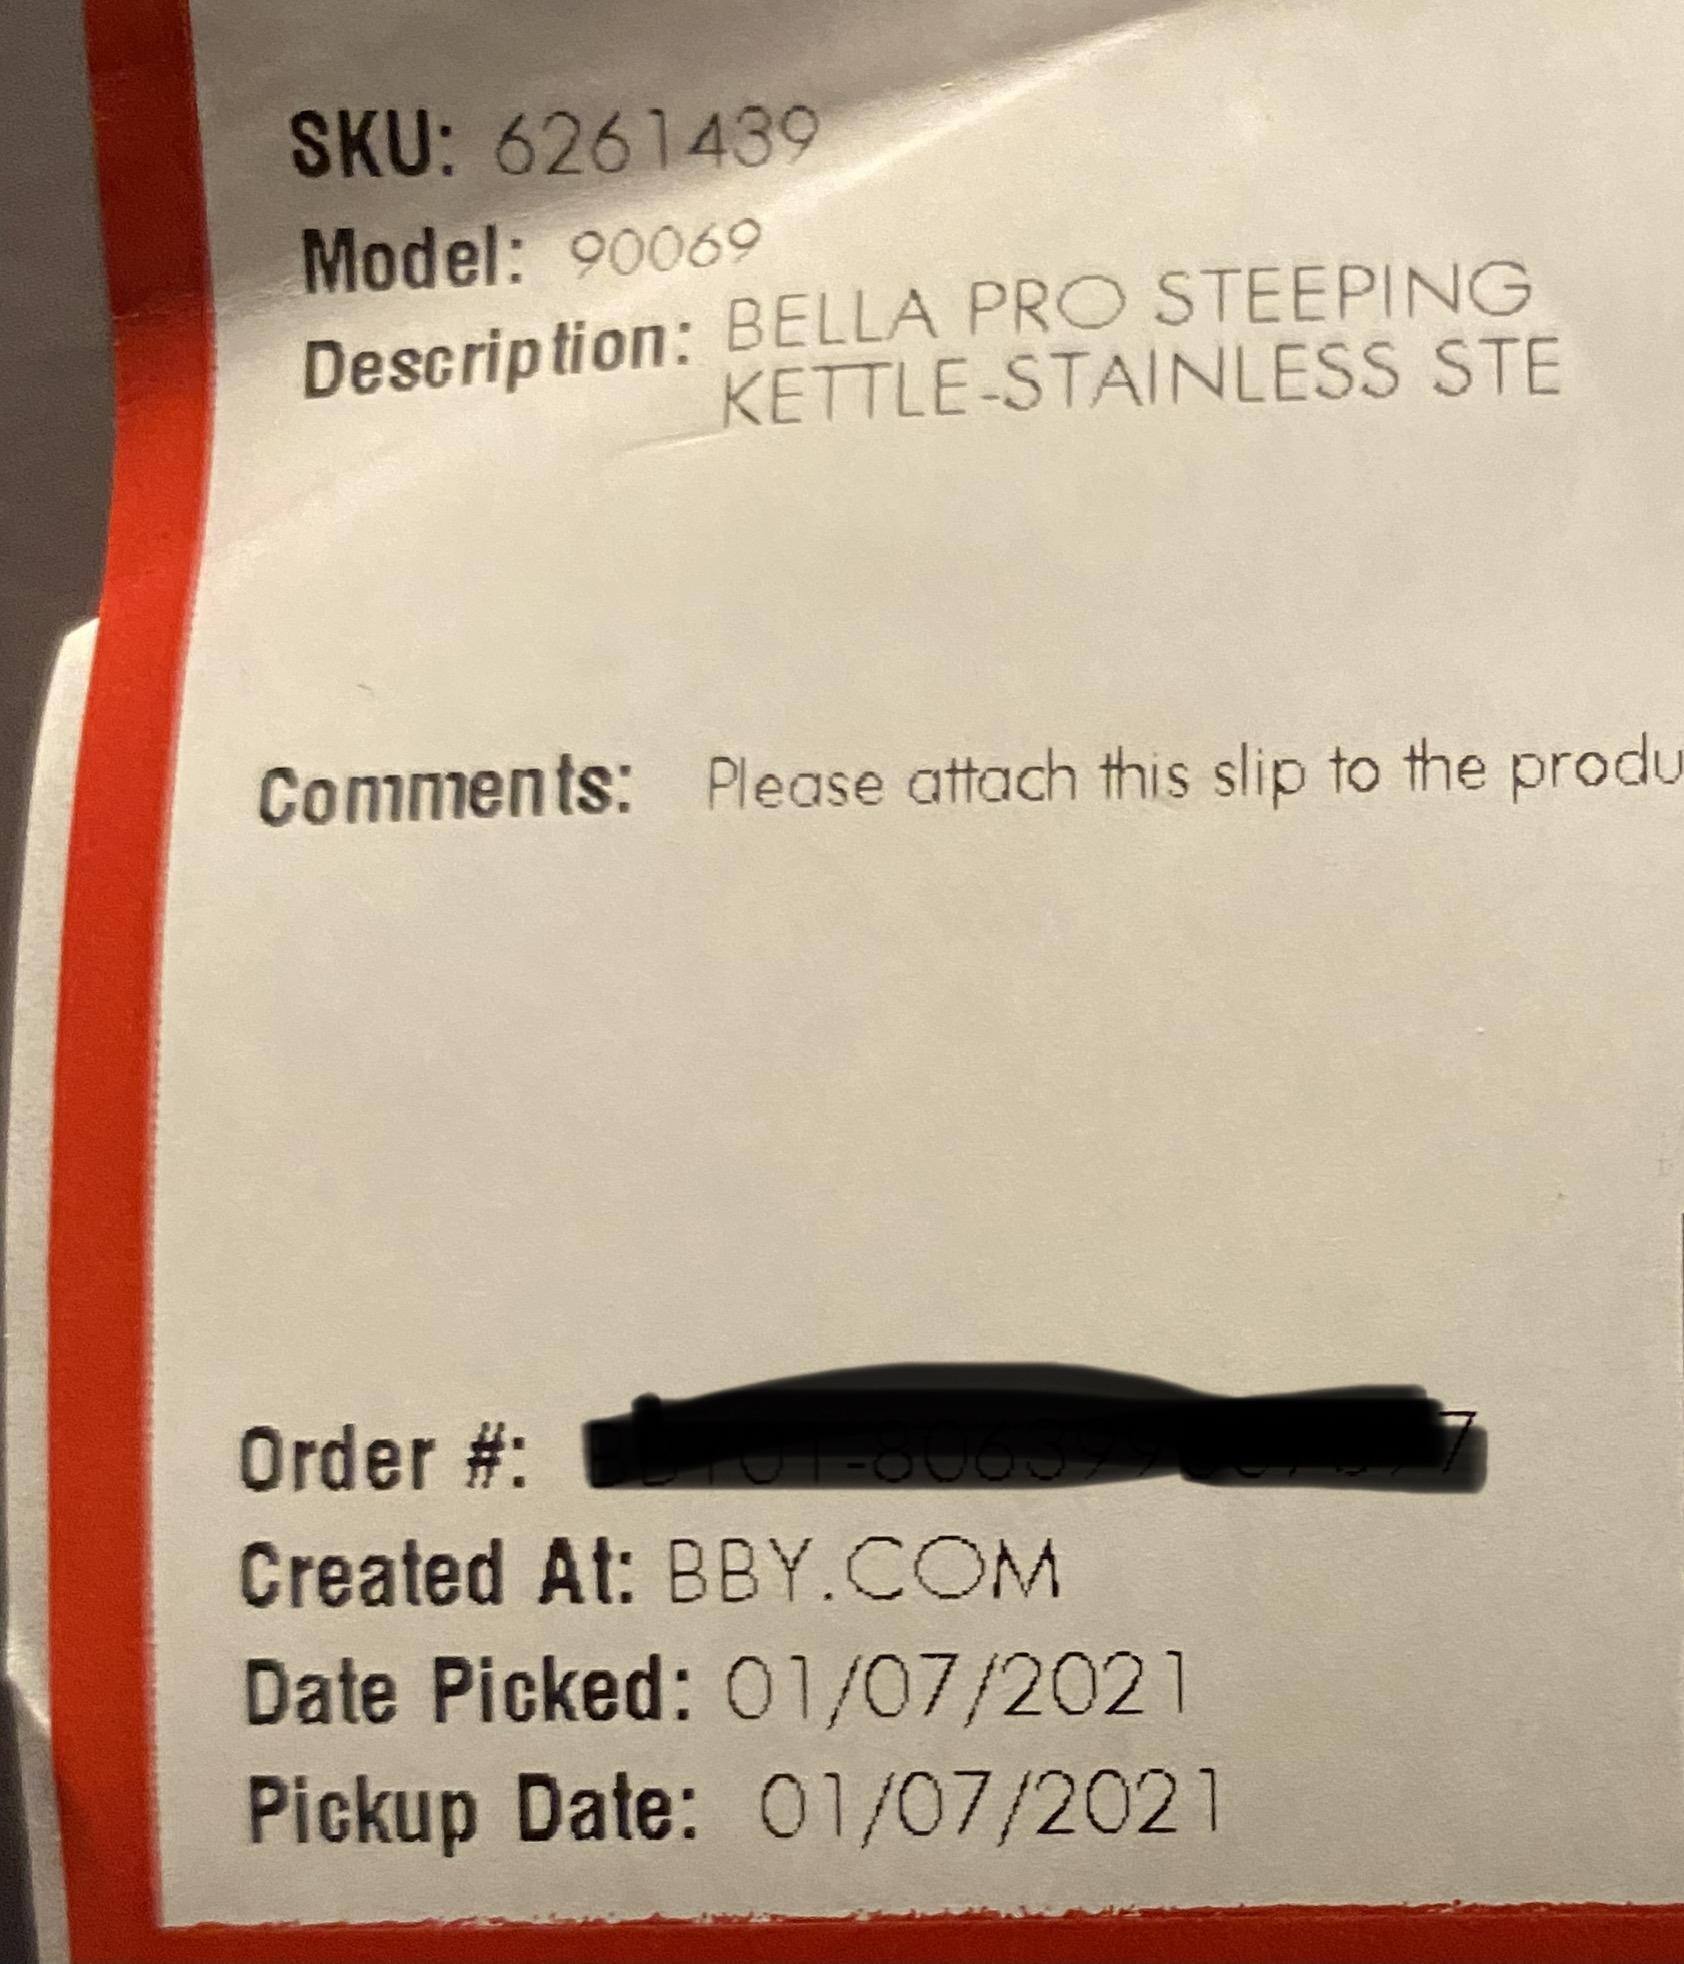 SKU: 6261439
Model: 90069
Description: BELLA PRO STEEPING
KETTLE-STAINLESS STE
Comments: Please attach this slip to the produ
Order #:
Created At: BBY.COM
Date Picked: 01/07/2021
Pickup Date: 01/07/2021